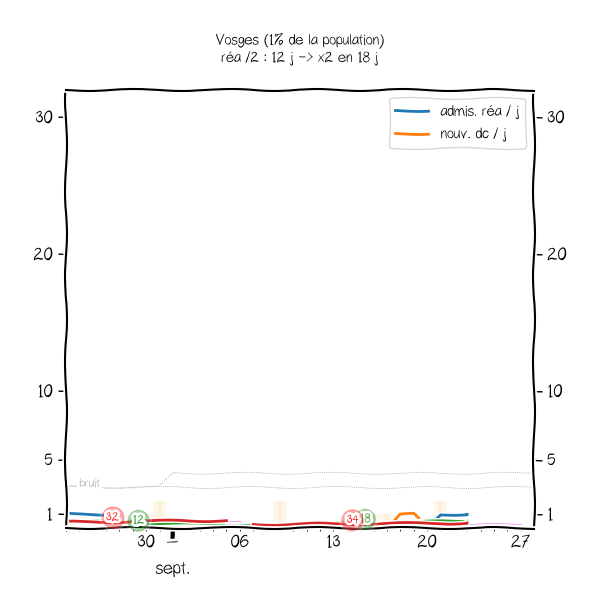 Vosges (1% de la population)
réa /2 : 12 j -> x2 en 18 j
admis. réa / j
nouv. dc / j
30 30
20 20
10 10
5 5
bruit
1 1
32 12 34 18
30 06 13 20 27
sept.